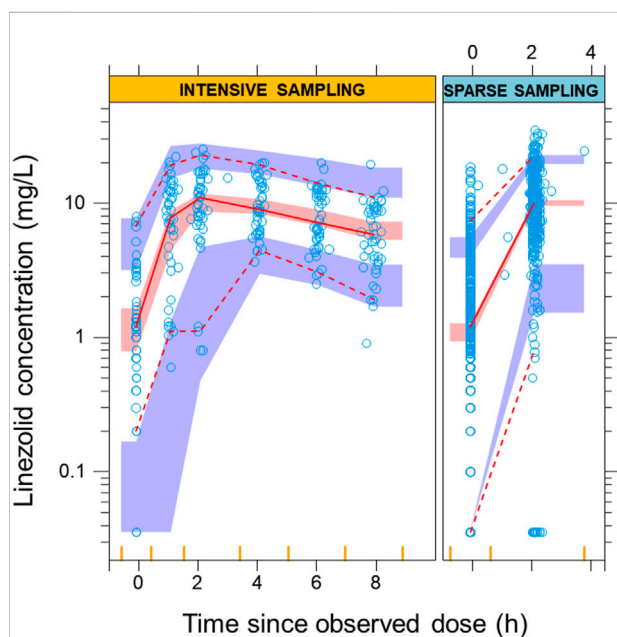 0 2 4
INTENSIVE SAMPLING
SPARSE SAMPLING
10
1
0.1
Linezolid concentration (mg/L)
0 2 4 6 8
Time since observed dose (h)